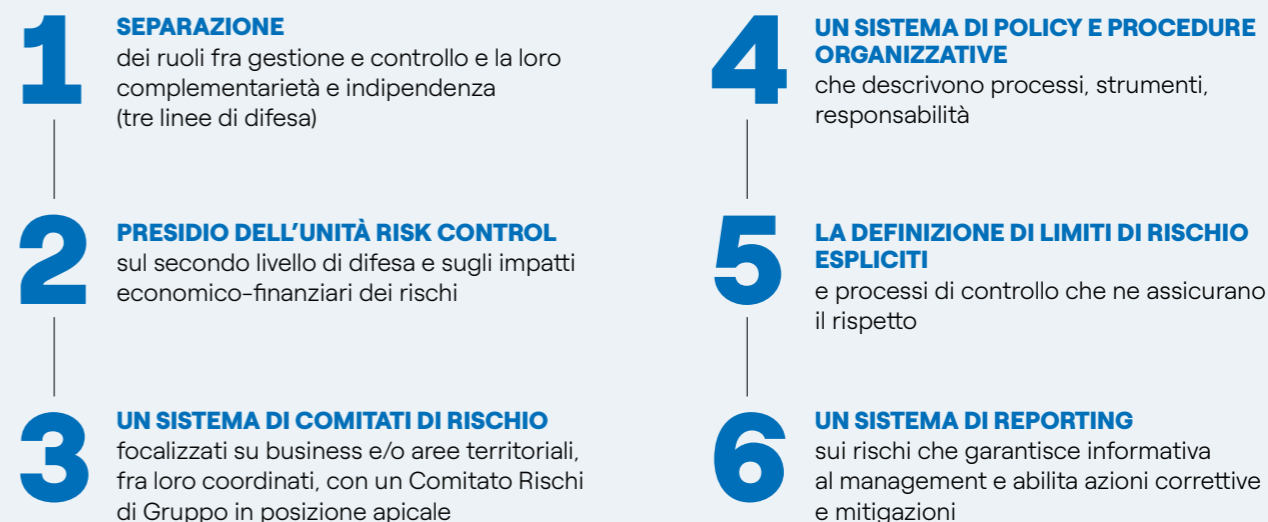 1
SEPARAZIONE
dei ruoli fra gestione e controllo e la loro
complementarietà e indipendenza
(tre linee di difesa)
2
PRESIDIO DELL'UNITÀ RISK CONTROL
sul secondo livello di difesa e sugli impatti
economico-finanziari dei rischi
3
UN SISTEMA DI COMITATI DI RISCHIO
focalizzati su business e/o aree territoriali,
fra loro coordinati, con un Comitato Rischi
di Gruppo in posizione apicale
4
UN SISTEMA DI POLICY E PROCEDURE
ORGANIZZATIVE
che descrivono processi, strumenti,
responsabilità
5
LA DEFINIZIONE DI LIMITI DI RISCHIO
ESPLICITI
e processi di controllo che ne assicurano
il rispetto
6
UN SISTEMA DI REPORTING
sui rischi che garantisce informativa
al management e abilita azioni correttive
e mitigazioni